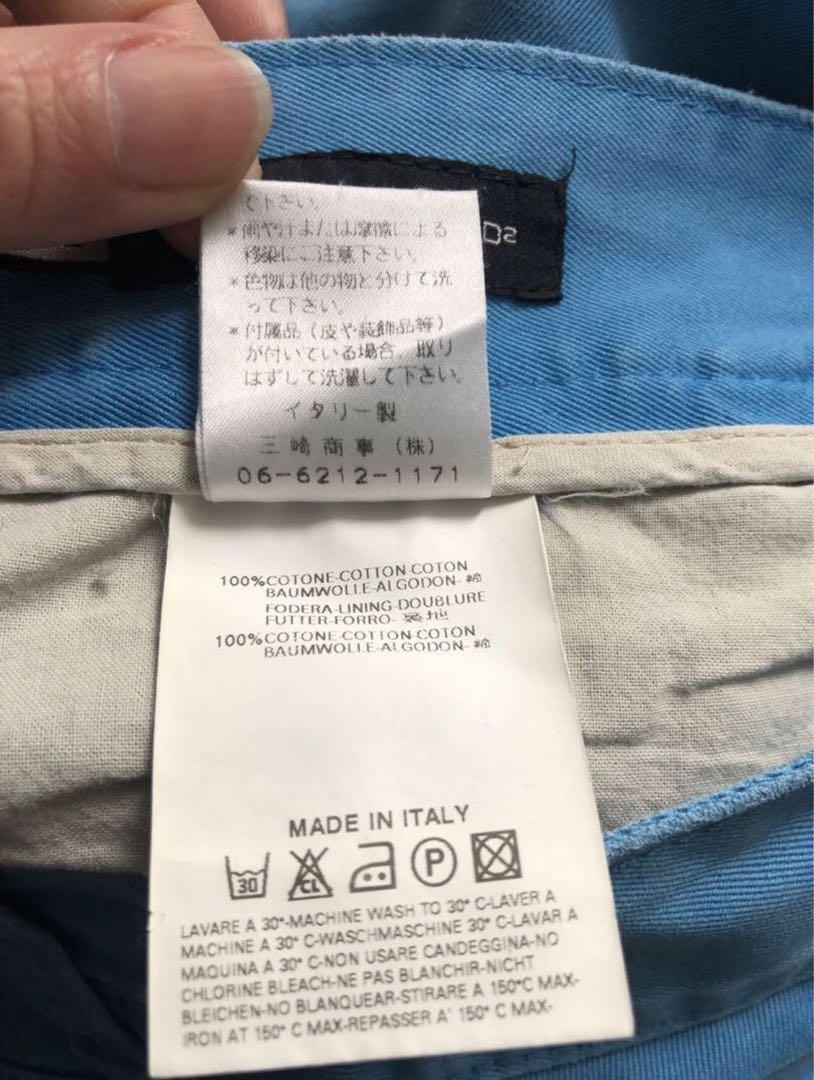 て下さい。
*雨や汗または摩擦による
移染にご注意下さい。
*色物は他の物と分けて洗
って下さい。
*付属品（皮や装飾品等）
が付いている場合、取り
はずして洗濯して下さい。
イタリー製
三崎商事（株）
06-6212-1171
D2
100%COTONE-COTTON-COTON
BAUMWOLLE-ALGODON-綿
FODERA-LINING-DOUBLURE
FUTTER-FORRO-裏地
100%COTONE-COTTON-COTON
BAUMWOLLE-ALGODON-綿
MADE IN ITALY
30 CL P
LAVARE A 30°-MACHINE WASH TO 30° C-LAVER A
MACHINE A 30° C-WASCHMASCHINE 30° C-LAVAR A
MAQUINA A 30° C-NON USARE CANDEGGINA-NO
CHLORINE BLEACH-NE PAS BLANCHIR-NICHT
BLEICHEN-NO BLANQUEAR-STIRARE A 150°C MAX-
IRON AT 150° C MAX-REPASSER A' 150° C MAX-